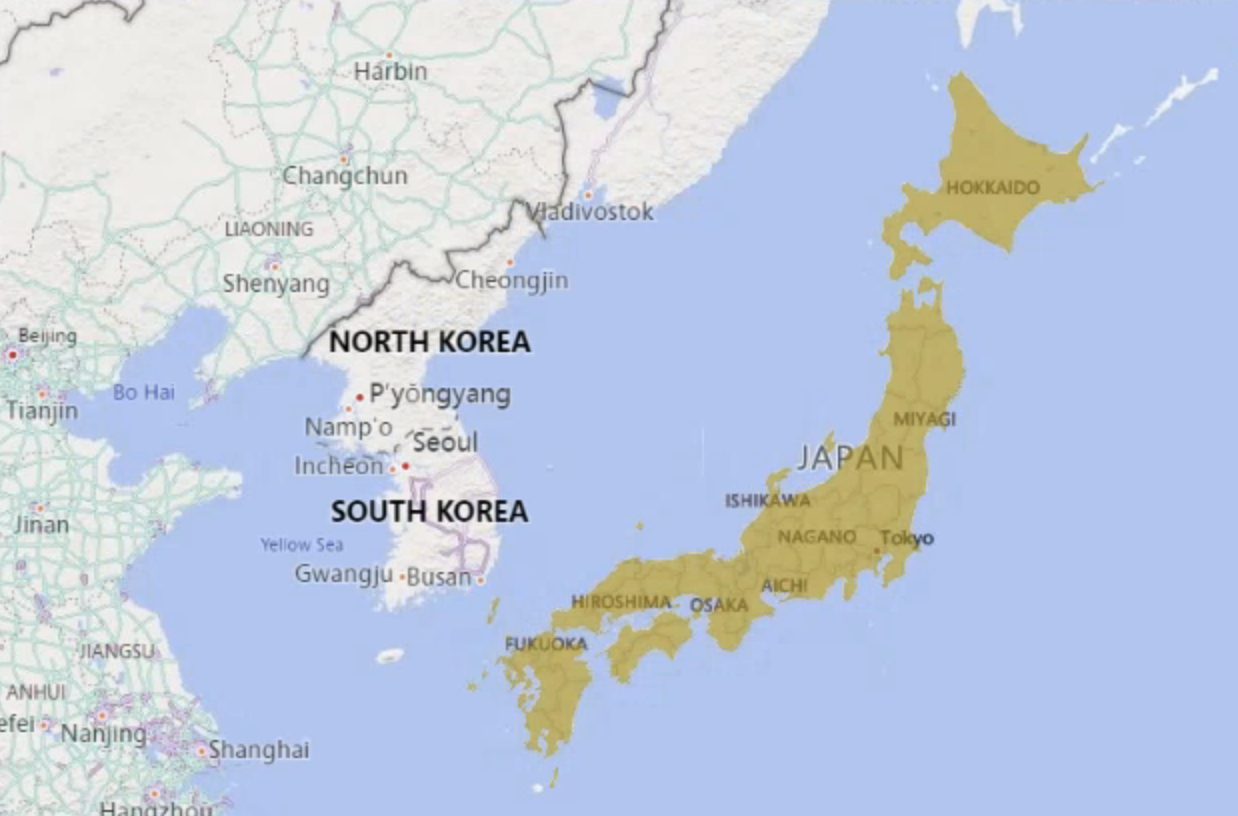 Harbin
Changchun
Vladivostok
HOKKAIDO
LIAONING
Shenyang
Cheongjin
Beijing
NORTH KOREA
Bo Hai
P'yŏngyang
Tianjin
MIYAGI
Namp'o
Seoul
JAPAN
Incheon
ISHIKAWA
SOUTH KOREA
Jinan
NAGANO
Tokyo
Yellow Sea
Gwangju
Busan
AICHI
HIROSHIMA
OSAKA
FUKUOKA
JIANGSU
ANHUI
efei
Nanjing
Shanghai
Hangzhou